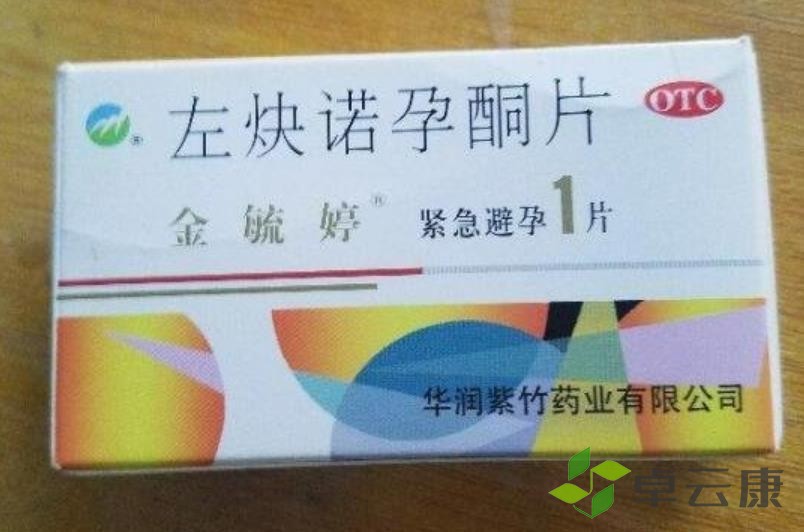 左炔诺孕酮片 OTC
金毓婷® 紧急避孕1片
华润紫竹药业有限公司
卓云康